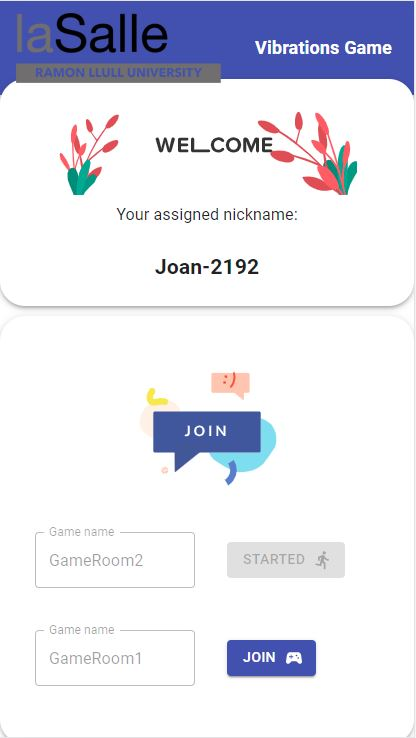 laSalle
RAMON LLULL UNIVERSITY
Vibrations Game
WELCOME
Your assigned nickname:
Joan-2192
:)
JOIN
Game name
GameRoom2
STARTED
Game name
GameRoom1
JOIN